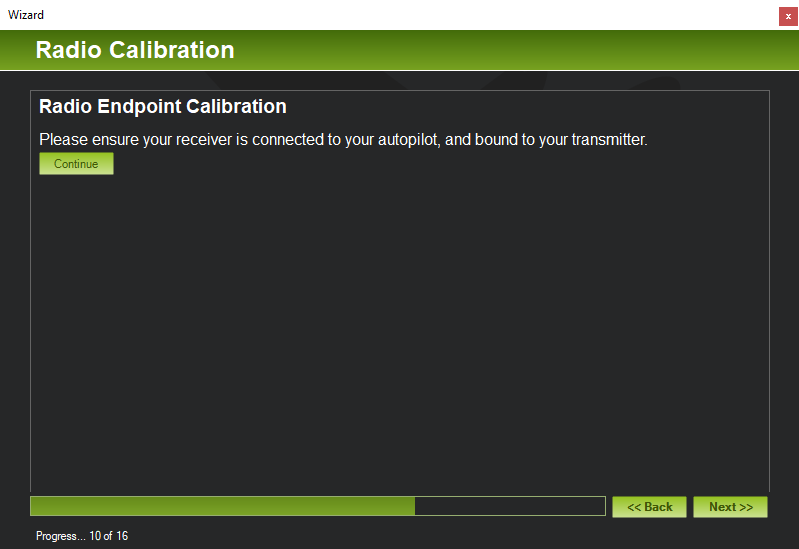 Wizard
x
Radio Calibration
Radio Endpoint Calibration
Please ensure your receiver is connected to your autopilot, and bound to your transmitter.
Continue
<< Back
Next >>
Progress... 10 of 16